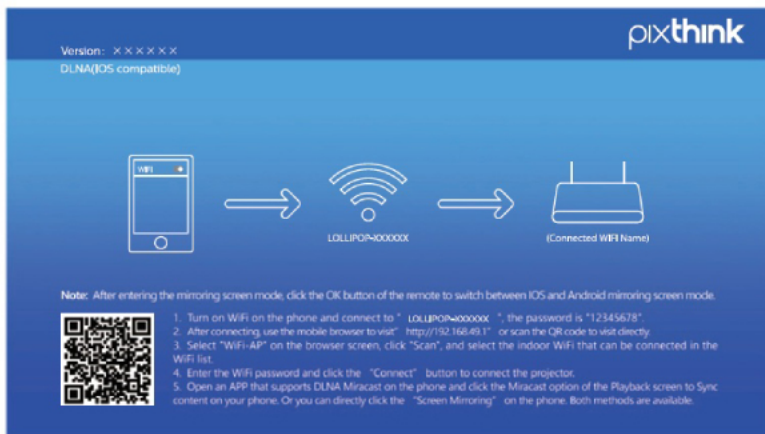 pixthink
Version: ××××××
DLNA(IOS compatible)
WIFI
LOLLIPOP-XXXXXX
(Connected WIFI Name)
Note: After entering the mirroring screen mode, click the OK button of the remote to switch between IOS and Android mirroring screen mode.
1. Turn on WiFi on the phone and connect to " LOLLIPOP-XXXXXX ", the password is "12345678".
2. After connecting, use the mobile browser to visit" http://192.168.49.1" or scan the QR code to visit directly.
3. Select "WiFi-AP" on the browser screen, click "Scan", and select the indoor WiFi that can be connected in the
WiFi list.
4. Enter the WiFi password and click the "Connect" button to connect the projector.
5. Open an APP that supports DLNA Miracast on the phone and click the Miracast option of the Playback screen to Sync
content on your phone. Or you can directly click the "Screen Mirroring" on the phone. Both methods are available.